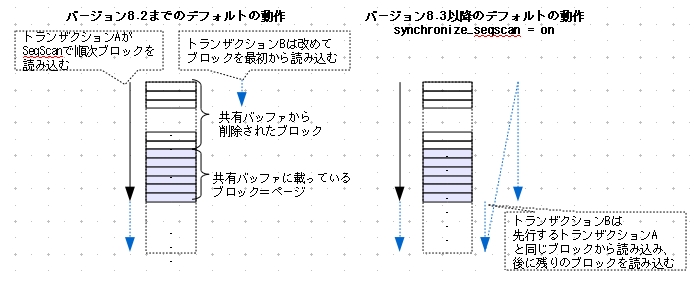 バージョン8.2までのデフォルトの動作
バージョン8.3以降のデフォルトの動作
synchronize_segscan = on
トランザクションAが
SegScanで順次ブロックを
読み込む
トランザクションBは改めて
ブロックを最初から読み込む
共有バッファから
削除されたブロック
共有バッファに載っている
ブロック＝ページ
トランザクションBは
先行するトランザクションA
と同じブロックから読み込み、
後に残りのブロックを読み込む